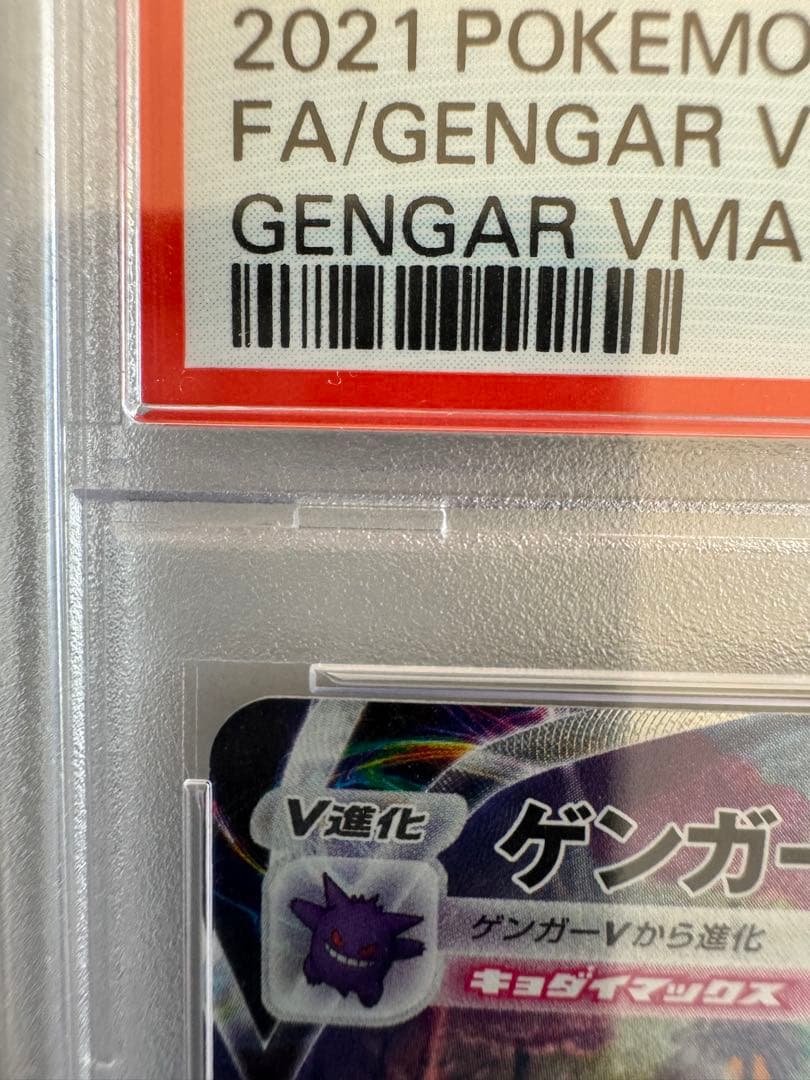 2021 POKEMO
FA/GENGAR V
GENGAR VMA
V進化
ゲンガー
ゲンガーVから進化
キョダイマックス